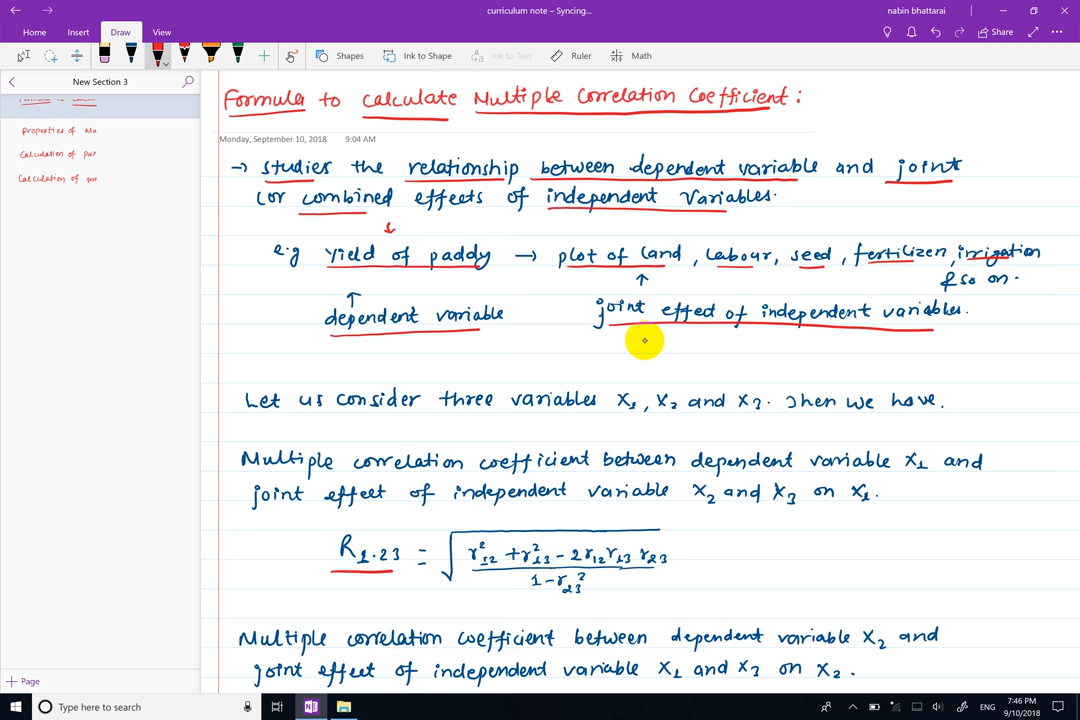 curriculum note – Syncing...
nabin bhattarai
Home Insert Draw View
Share
Shapes Ink to Shape Ink to Text Ruler Math
New Section 3
Properties of Mu
Calculation of par
Calculation of par
Formula to Calculate Multiple Correlation Coefficient:
Monday, September 10, 2018 9:04 AM
→ studies the relationship between dependent variable and joint
(or combined effects of independent variables.
e.g yield of paddy → plot of land, labour, seed, fertilizer, irrigation
& so on.
dependent variable joint effect of independent variables.
Let us consider three variables x₁, x₂ and x₃. Then we have.
Multiple correlation coefficient between dependent variable x₁ and
joint effect of independent variable x₂ and x₃ on x₁.
R₁.₂₃ = √((r₁₂² + r₁₃² − 2r₁₂r₁₃r₂₃)/(1 − r₂₃²))
Multiple correlation coefficient between dependent variable x₂ and
joint effect of independent variable x₁ and x₃ on x₂.
+ Page
Type here to search
ENG
7:46 PM
9/10/2018